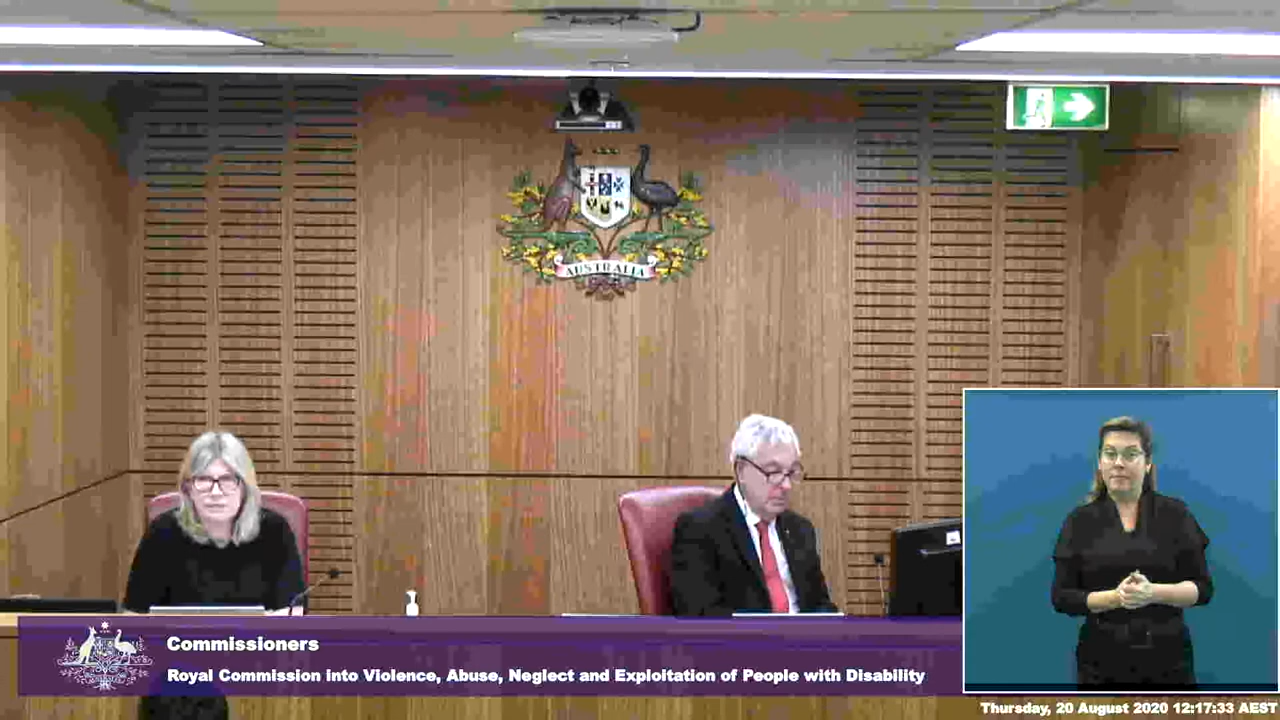 AUSTRALIA
Commissioners
Royal Commission into Violence, Abuse, Neglect and Exploitation of People with Disability
Thursday, 20 August 2020 12:17:33 AEST